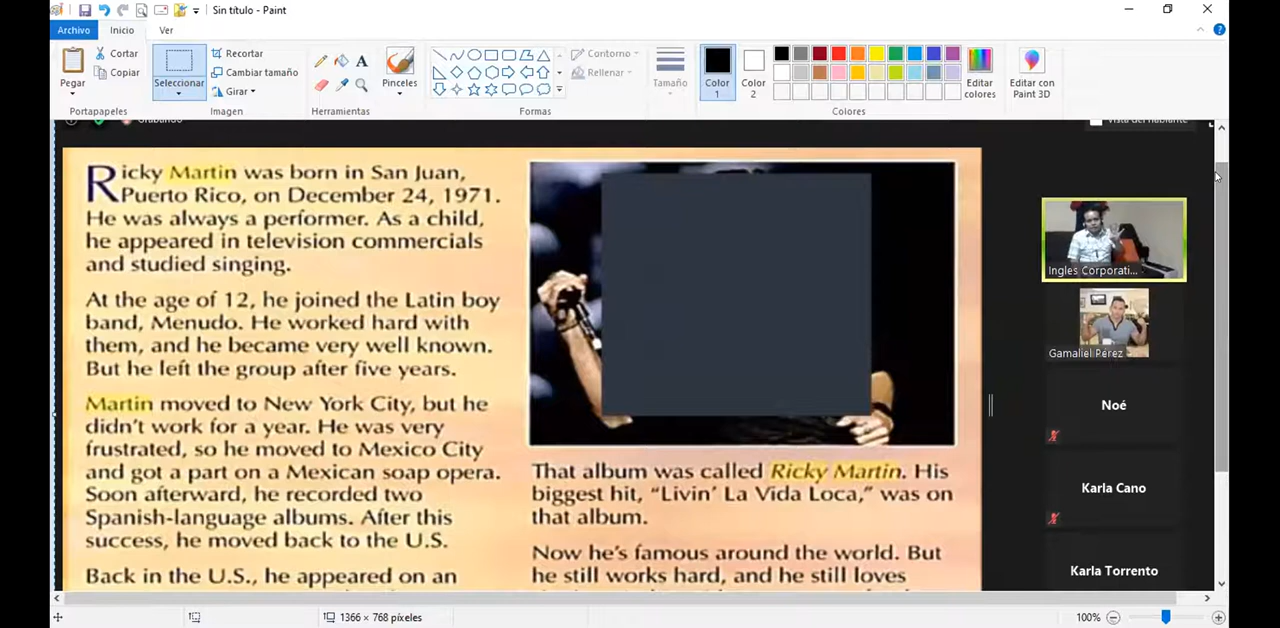 Sin título - Paint
Archivo
Inicio
Ver
Pegar
Cortar
Copiar
Portapapeles
Seleccionar
Recortar
Cambiar tamaño
Girar
Imagen
A
Herramientas
Pinceles
Formas
Contorno
Rellenar
Tamaño
Color 1
Color 2
Colores
Editar colores
Editar con Paint 3D
Grabando
Vista del hablante
Ricky Martin was born in San Juan,
Puerto Rico, on December 24, 1971.
He was always a performer. As a child,
he appeared in television commercials
and studied singing.
At the age of 12, he joined the Latin boy
band, Menudo. He worked hard with
them, and he became very well known.
But he left the group after five years.
Martin moved to New York City, but he
didn't work for a year. He was very
frustrated, so he moved to Mexico City
and got a part on a Mexican soap opera.
Soon afterward, he recorded two
Spanish-language albums. After this
success, he moved back to the U.S.
Back in the U.S., he appeared on an
That album was called Ricky Martin. His
biggest hit, “Livin’ La Vida Loca,” was on
that album.
Now he's famous around the world. But
he still works hard, and he still loves
Ingles Corporati...
Gamaliel Pérez
Noé
Karla Cano
Karla Torrento
1366 × 768 píxeles
100%